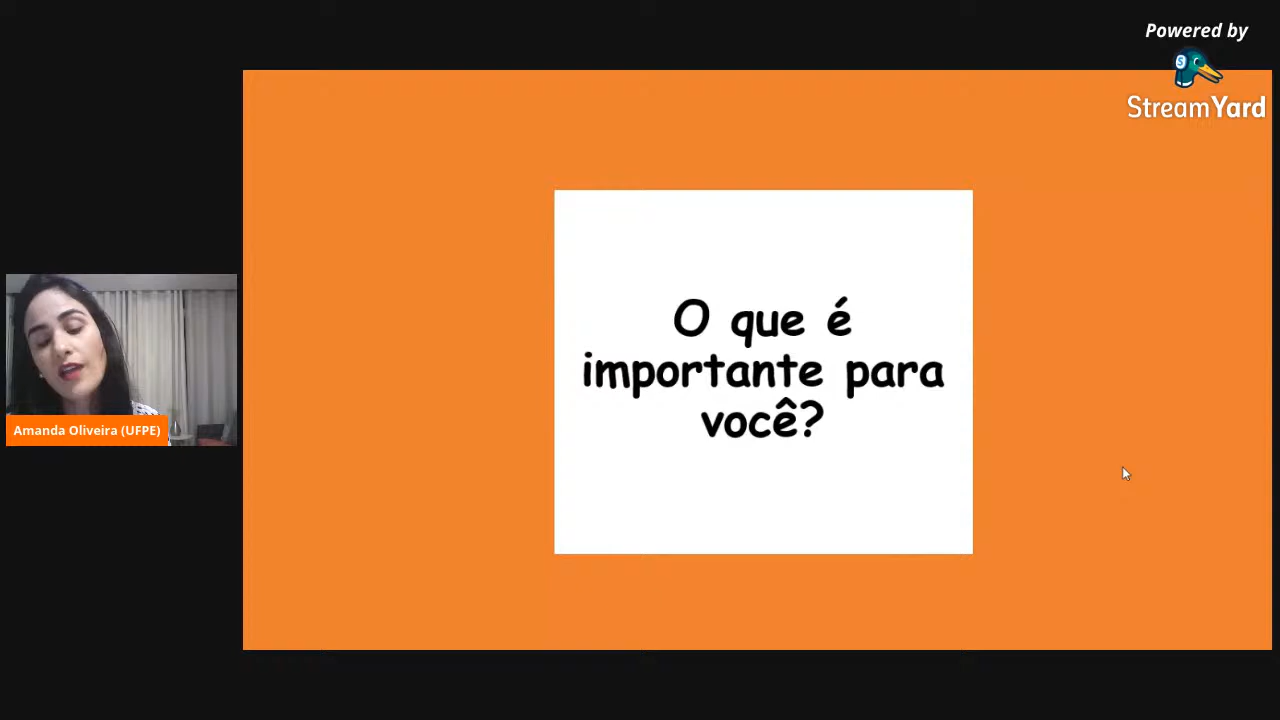 Powered by
StreamYard
O que é
importante para
você?
Amanda Oliveira (UFPE)